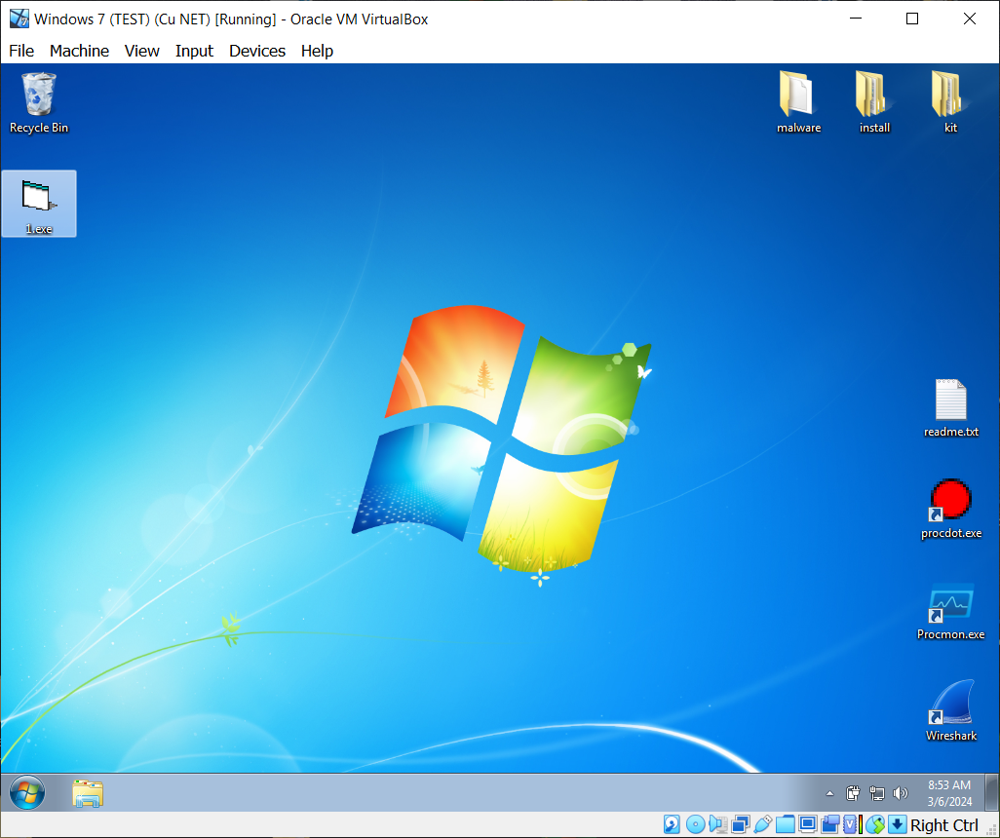 Windows 7 (TEST) (Cu NET) [Running] - Oracle VM VirtualBox
File Machine View Input Devices Help
Recycle Bin
malware
install
kit
1.exe
readme.txt
procdot.exe
Procmon.exe
Wireshark
8:53 AM
3/6/2024
Right Ctrl